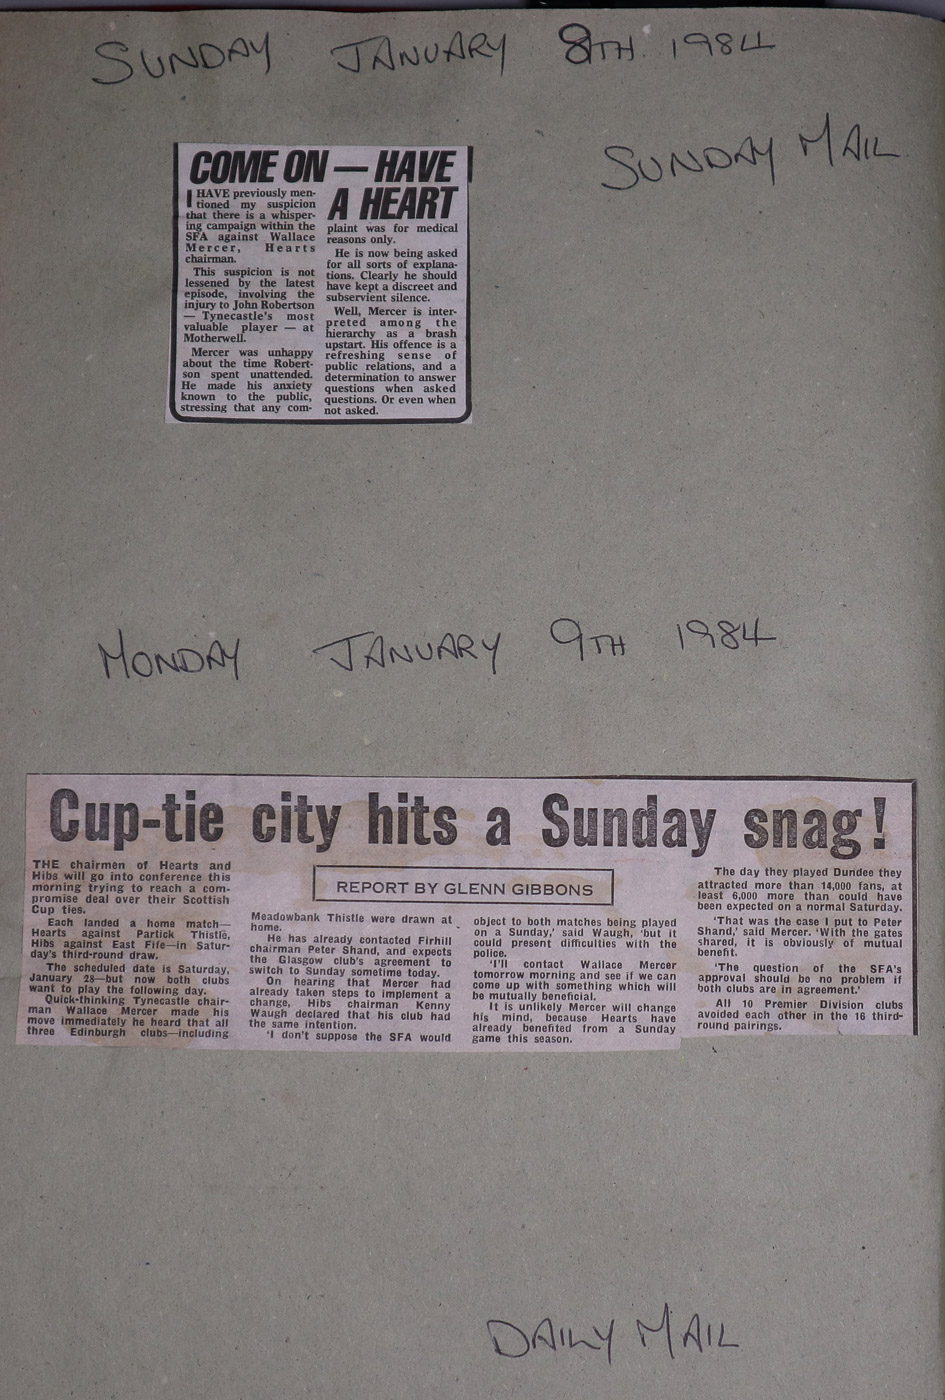 SUNDAY JANUARY 8TH. 1984
SUNDAY MAIL
COME ON — HAVE
A HEART
I HAVE previously men-
tioned my suspicion
that there is a whisper-
ing campaign within the
SFA against Wallace
Mercer, Hearts
chairman.
This suspicion is not
lessened by the latest
episode, involving the
injury to John Robertson
— Tynecastle's most
valuable player — at
Motherwell.
Mercer was unhappy
about the time Robert-
son spent unattended.
He made his anxiety
known to the public,
stressing that any com-
plaint was for medical
reasons only.
He is now being asked
for all sorts of explana-
tions. Clearly he should
have kept a discreet and
subservient silence.
Well, Mercer is inter-
preted among the
hierarchy as a brash
upstart. His offence is a
refreshing sense of
public relations, and a
determination to answer
questions when asked
questions. Or even when
not asked.
MONDAY JANUARY 9TH 1984
Cup-tie city hits a Sunday snag!
REPORT BY GLENN GIBBONS
THE chairmen of Hearts and
Hibs will go into conference this
morning trying to reach a com-
promise deal over their Scottish
Cup ties.
Each landed a home match—
Hearts against Partick Thistle,
Hibs against East Fife—in Satur-
day's third-round draw.
The scheduled date is Saturday,
January 28—but now both clubs
want to play the following day.
Quick-thinking Tynecastle chair-
man Wallace Mercer made his
move immediately he heard that all
three Edinburgh clubs—including
Meadowbank Thistle were drawn at
home.
He has already contacted Firhill
chairman Peter Shand, and expects
the Glasgow club's agreement to
switch to Sunday sometime today.
On hearing that Mercer had
already taken steps to implement a
change, Hibs chairman Kenny
Waugh declared that his club had
the same intention.
'I don't suppose the SFA would
object to both matches being played
on a Sunday,' said Waugh, 'but it
could present difficulties with the
police.
'I'll contact Wallace Mercer
tomorrow morning and see if we can
come up with something which will
be mutually beneficial.
It is unlikely Mercer will change
his mind, because Hearts have
already benefited from a Sunday
game this season.
The day they played Dundee they
attracted more than 14,000 fans, at
least 6,000 more than could have
been expected on a normal Saturday.
'That was the case I put to Peter
Shand,' said Mercer. 'With the gates
shared, it is obviously of mutual
benefit.
'The question of the SFA's
approval should be no problem if
both clubs are in agreement.'
All 10 Premier Division clubs
avoided each other in the 16 third-
round pairings.
DAILY MAIL